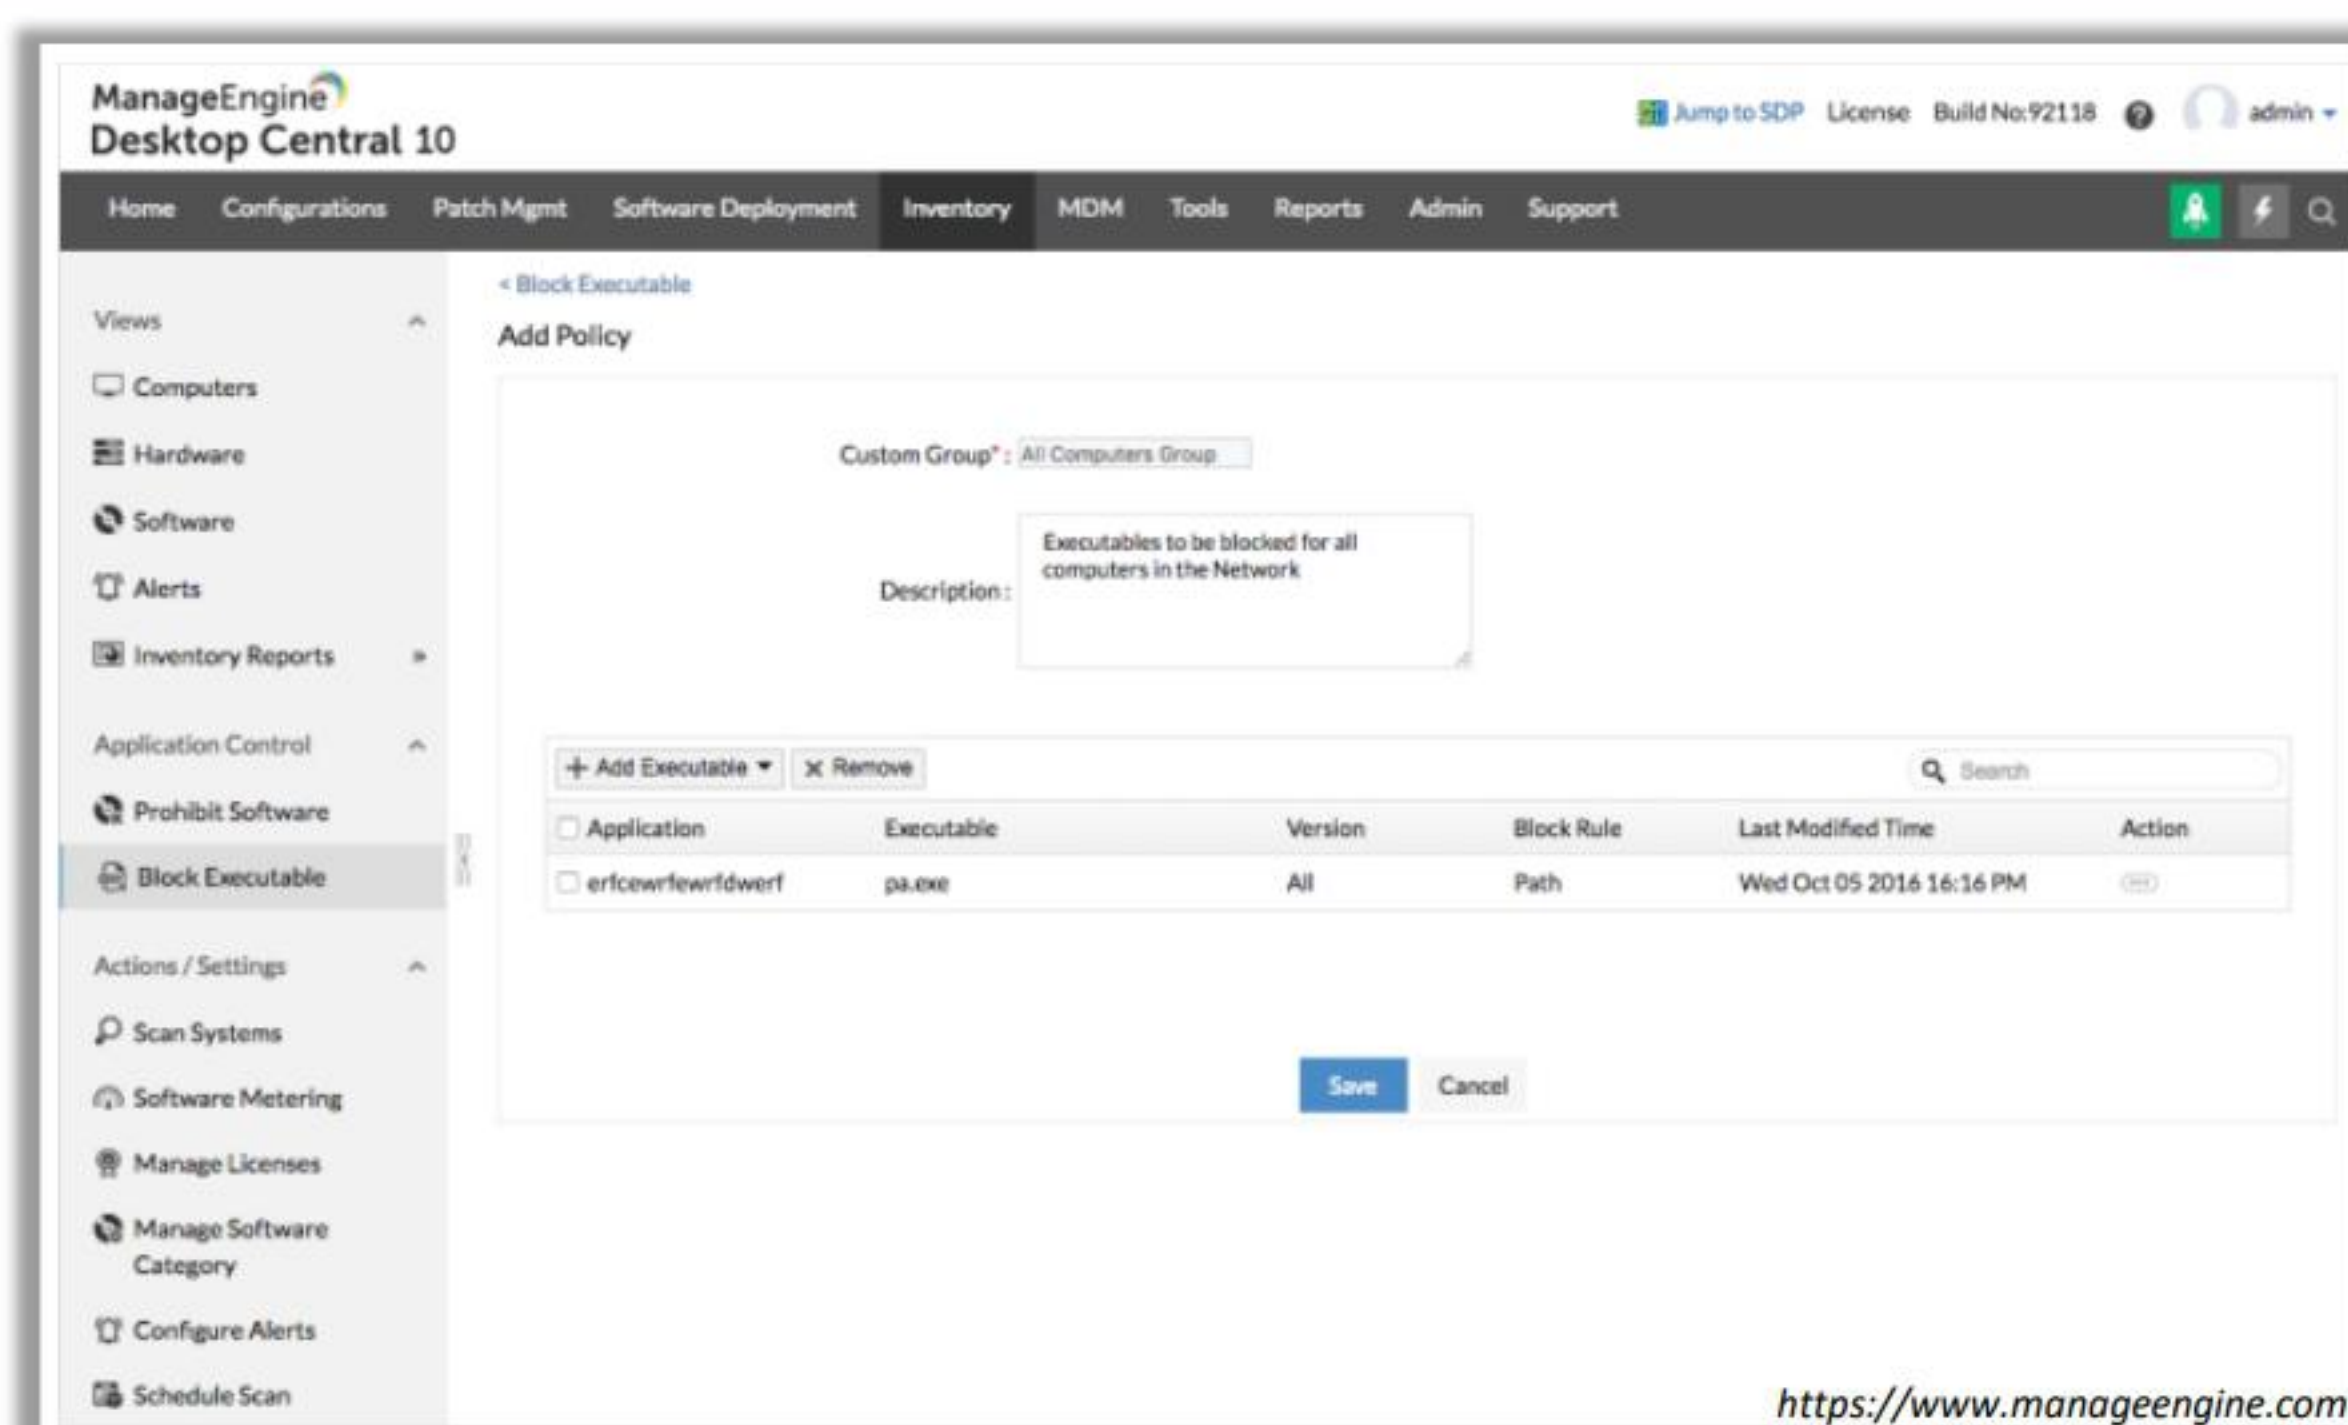 ManageEngine
Desktop Central 10
Jump to SDP License Build No:92118 admin
Home Configurations Patch Mgmt Software Deployment Inventory MDM Tools Reports Admin Support
< Block Executable
Add Policy
Views
Computers
Hardware
Software
Alerts
Inventory Reports
Application Control
Prohibit Software
Block Executable
Actions / Settings
Scan Systems
Software Metering
Manage Licenses
Manage Software
Category
Configure Alerts
Schedule Scan
Custom Group* : All Computers Group
Description :
Executables to be blocked for all
computers in the Network
+ Add Executable Remove
Search
Application Executable Version Block Rule Last Modified Time Action
erfcewrfewrfdwerf pa.exe All Path Wed Oct 05 2016 16:16 PM
Save Cancel
https://www.manageengine.com